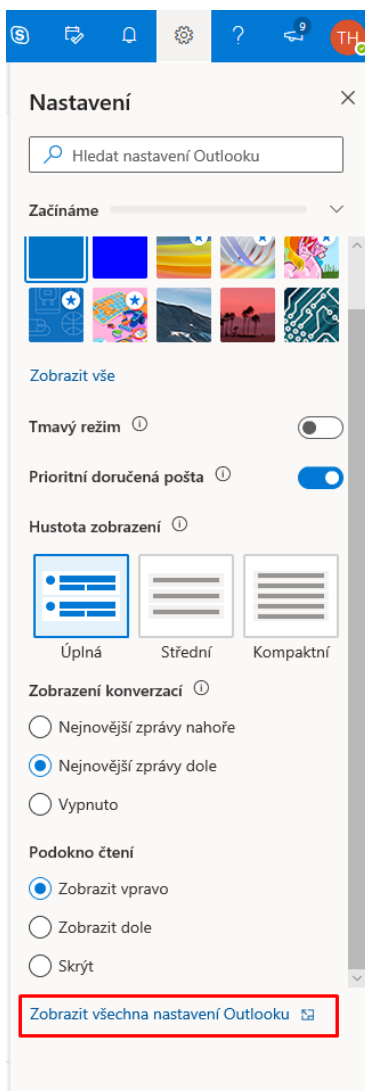 9
TH
Nastavení
Hledat nastavení Outlooku
Začínáme
Zobrazit vše
Tmavý režim
Prioritní doručená pošta
Hustota zobrazení
Úplná Střední Kompaktní
Zobrazení konverzací
Nejnovější zprávy nahoře
Nejnovější zprávy dole
Vypnuto
Podokno čtení
Zobrazit vpravo
Zobrazit dole
Skrýt
Zobrazit všechna nastavení Outlooku